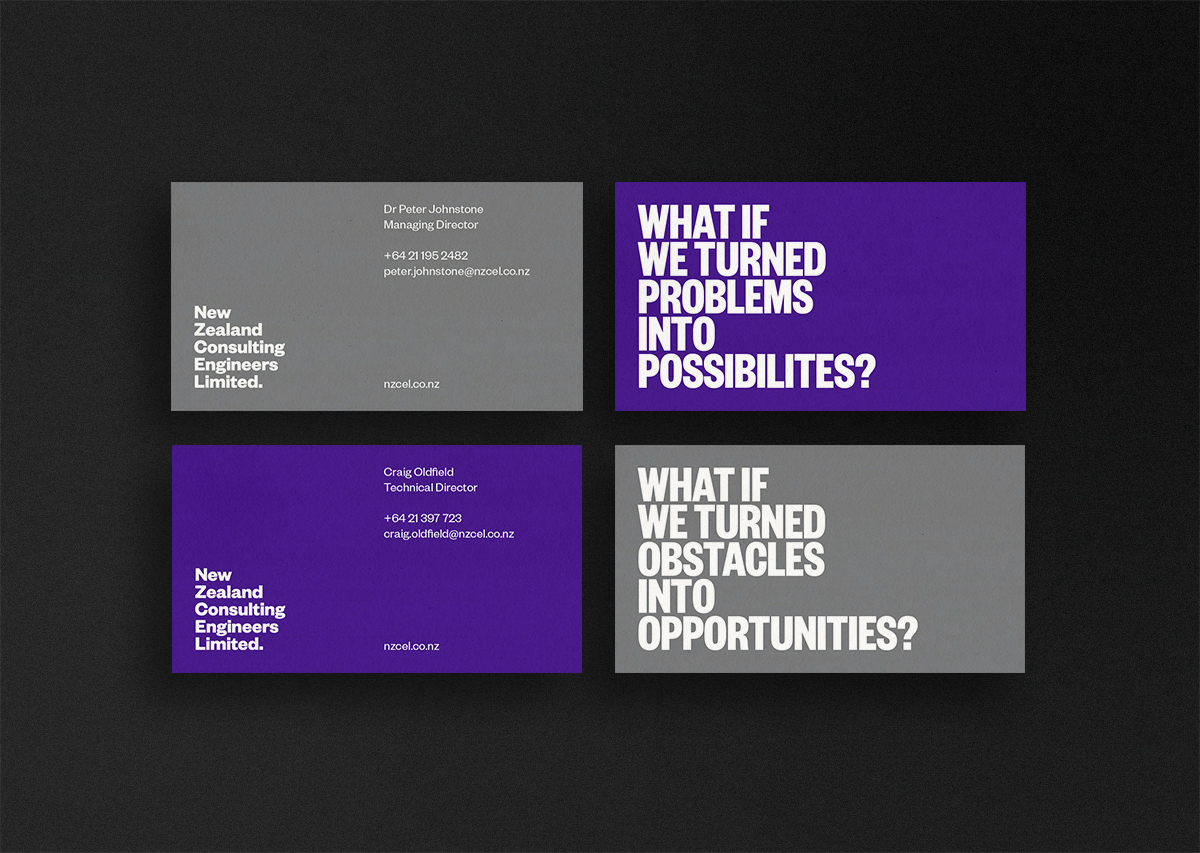 Dr Peter Johnstone
Managing Director
+64 21 195 2482
peter.johnstone@nzcel.co.nz
New
Zealand
Consulting
Engineers
Limited.
nzcel.co.nz
WHAT IF
WE TURNED
PROBLEMS
INTO
POSSIBILITES?
Craig Oldfield
Technical Director
+64 21 397 723
craig.oldfield@nzcel.co.nz
New
Zealand
Consulting
Engineers
Limited.
nzcel.co.nz
WHAT IF
WE TURNED
OBSTACLES
INTO
OPPORTUNITIES?